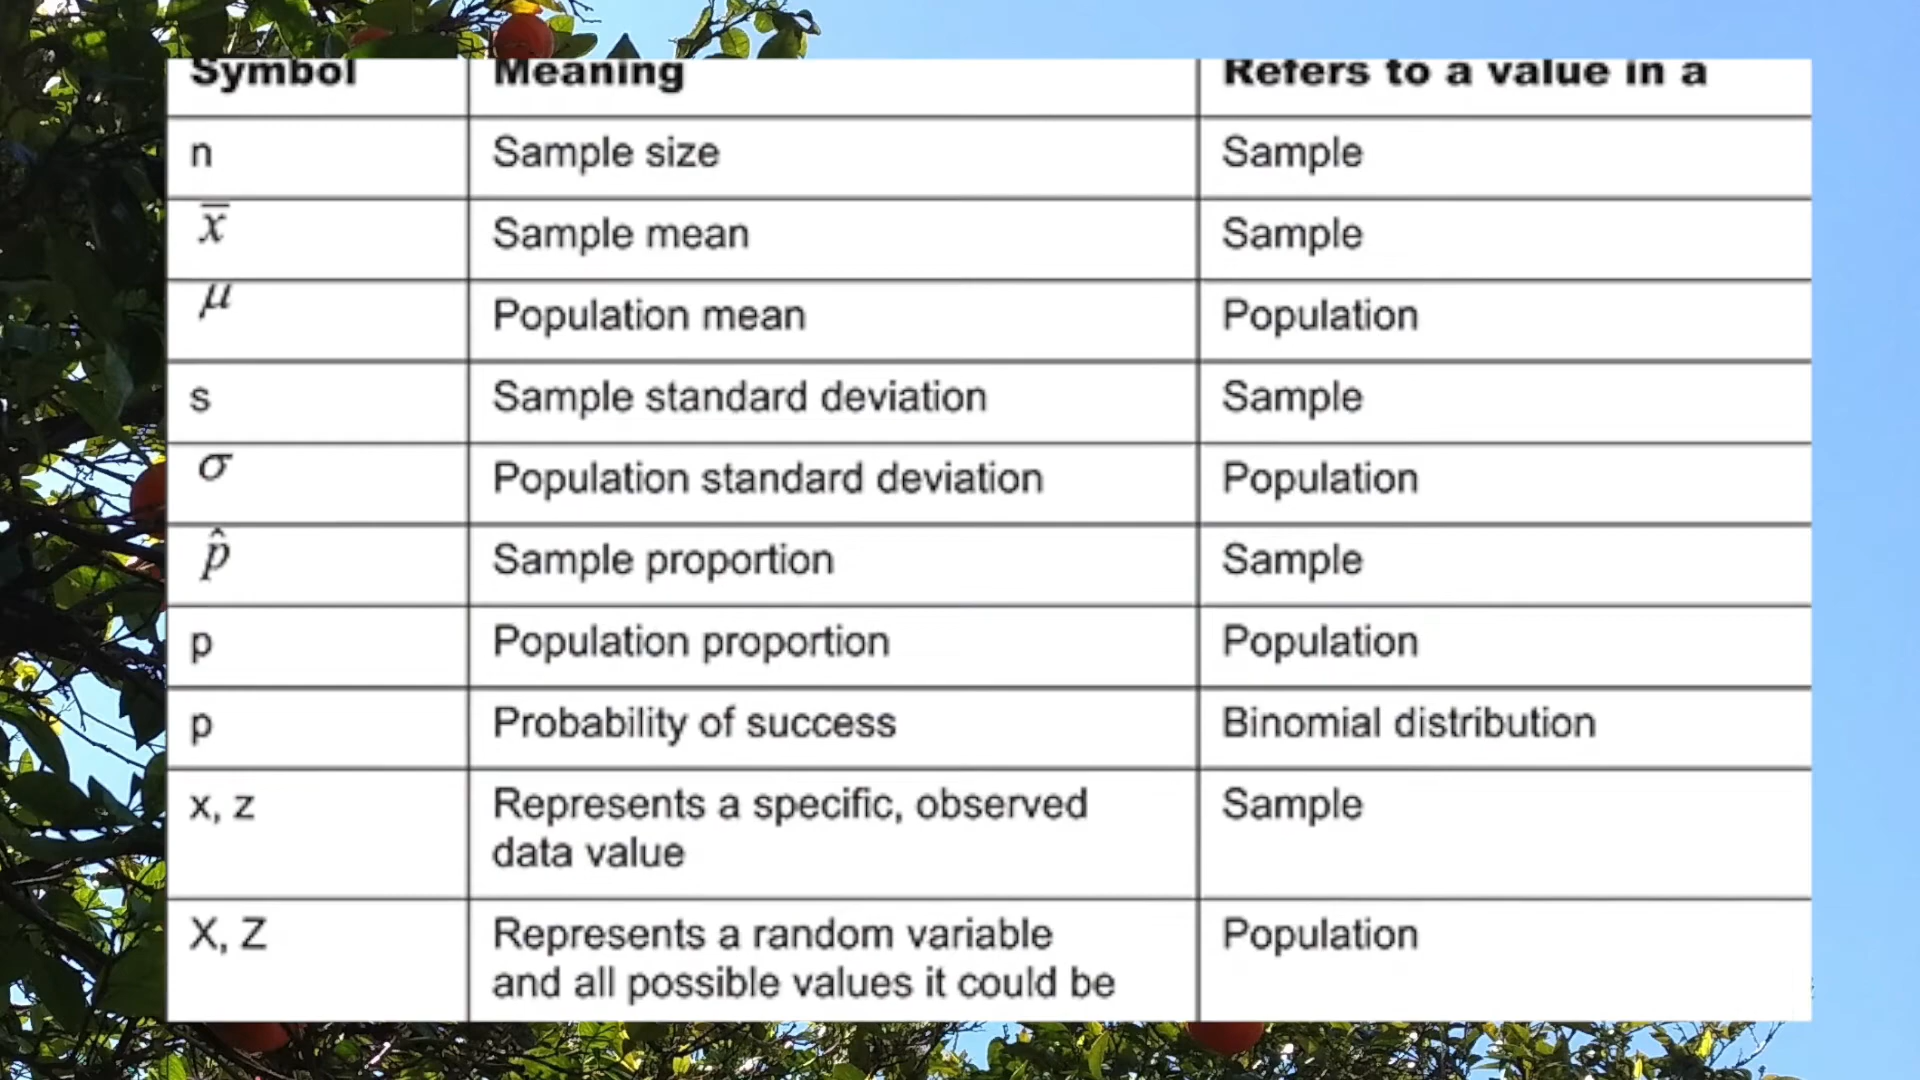 Symbol Meaning Refers to a value in a
n Sample size Sample
x̄ Sample mean Sample
μ Population mean Population
s Sample standard deviation Sample
σ Population standard deviation Population
p̂ Sample proportion Sample
p Population proportion Population
p Probability of success Binomial distribution
x, z Represents a specific, observed Sample
data value
X, Z Represents a random variable Population
and all possible values it could be